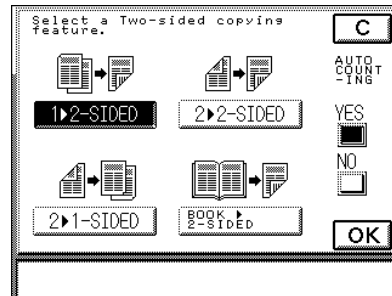 Select a Two-sided copying
feature.
C
AUTO
COUNT
-ING
1▶2-SIDED
2▶2-SIDED
YES
NO
2▶1-SIDED
BOOK ▶
2-SIDED
OK